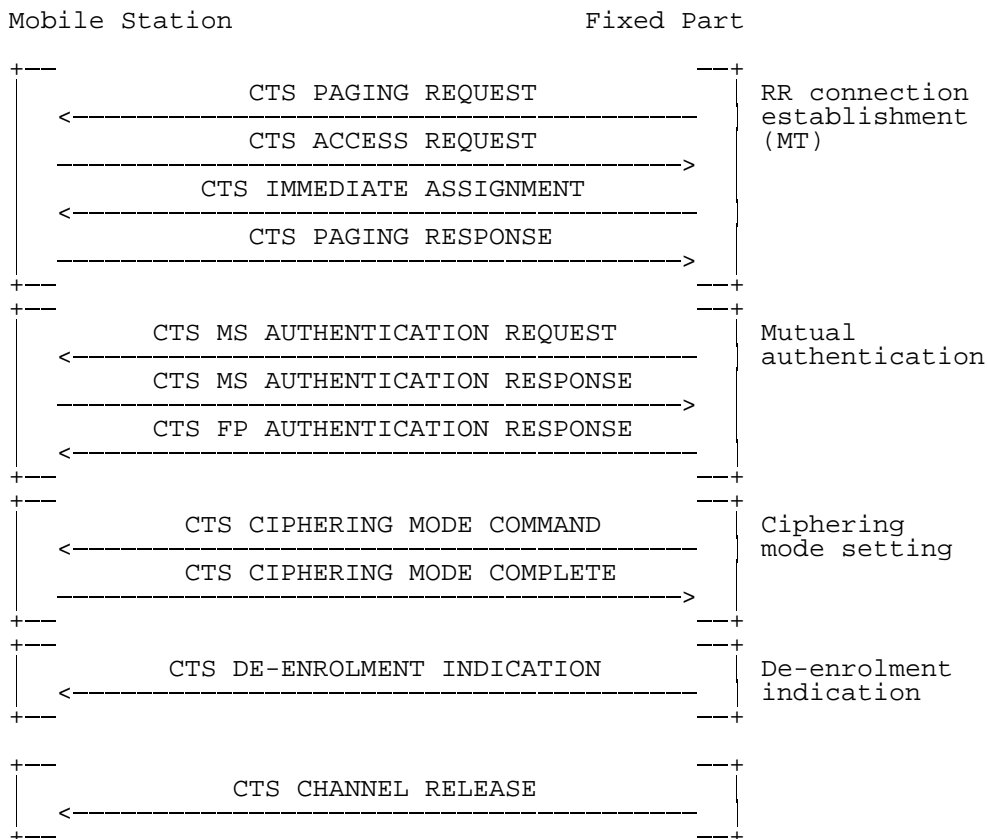 Mobile Station Fixed Part
CTS PAGING REQUEST RR connection
establishment
CTS ACCESS REQUEST (MT)
CTS IMMEDIATE ASSIGNMENT
CTS PAGING RESPONSE
CTS MS AUTHENTICATION REQUEST Mutual
authentication
CTS MS AUTHENTICATION RESPONSE
CTS FP AUTHENTICATION RESPONSE
CTS CIPHERING MODE COMMAND Ciphering
mode setting
CTS CIPHERING MODE COMPLETE
CTS DE-ENROLMENT INDICATION De-enrolment
indication
CTS CHANNEL RELEASE